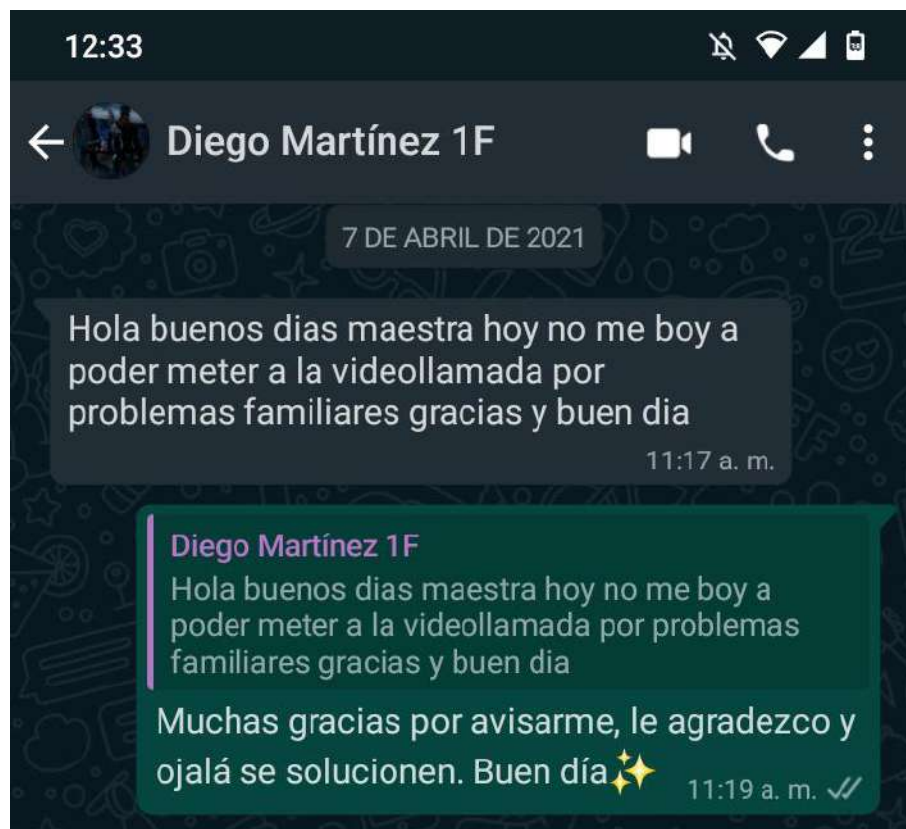 12:33
Diego Martínez 1F
7 DE ABRIL DE 2021
Hola buenos dias maestra hoy no me boy a
poder meter a la videollamada por
problemas familiares gracias y buen dia
11:17 a. m.
Diego Martínez 1F
Hola buenos dias maestra hoy no me boy a
poder meter a la videollamada por problemas
familiares gracias y buen dia
Muchas gracias por avisarme, le agradezco y
ojalá se solucionen. Buen día✨
11:19 a. m.